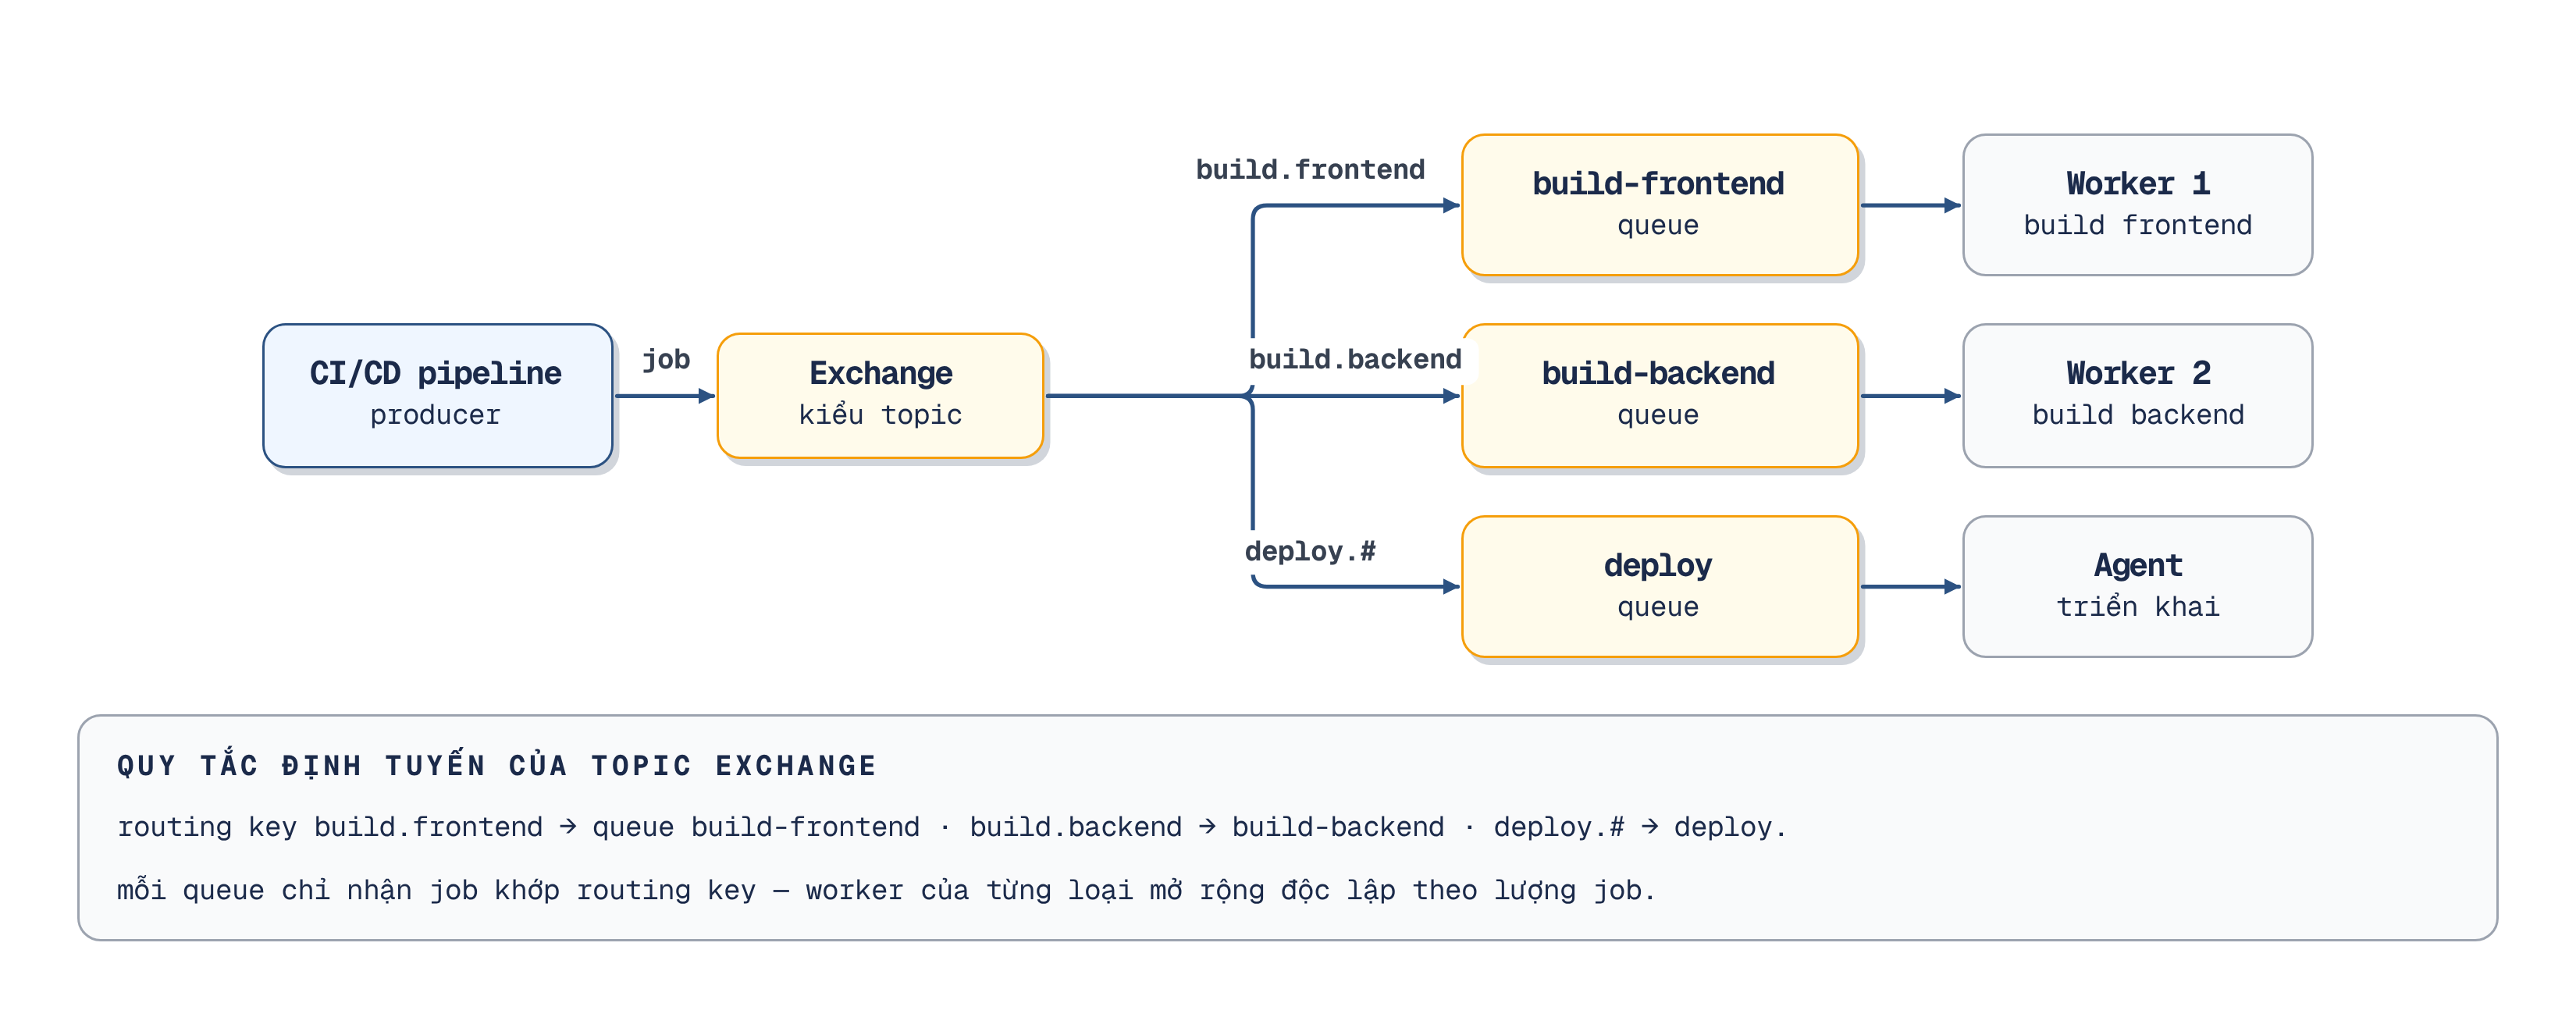 build.frontend
build-frontend
queue
Worker 1
build frontend
CI/CD pipeline
producer
job
Exchange
kiểu topic
build.backend
build-backend
queue
Worker 2
build backend
deploy.#
deploy
queue
Agent
triển khai
QUY TẮC ĐỊNH TUYẾN CỦA TOPIC EXCHANGE
routing key build.frontend → queue build-frontend · build.backend → build-backend · deploy.# → deploy.
mỗi queue chỉ nhận job khớp routing key — worker của từng loại mở rộng độc lập theo lượng job.